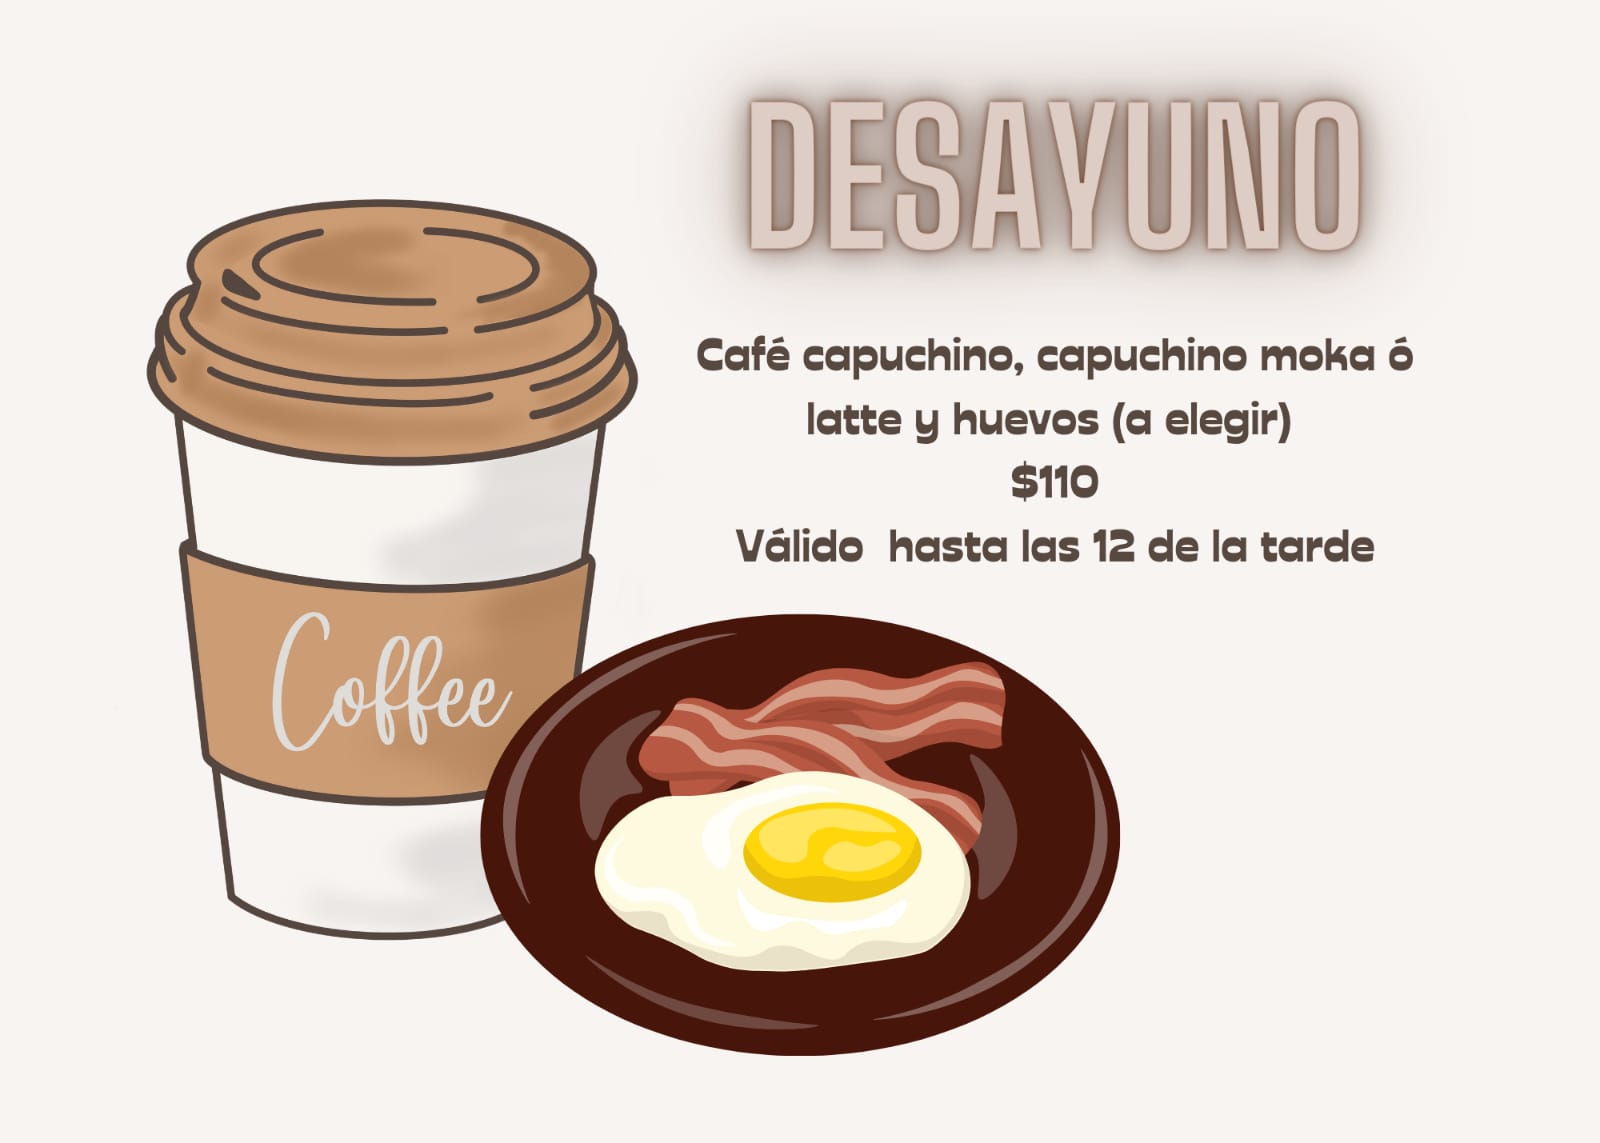 DESAYUNO
Café capuchino, capuchino moka ó
latte y huevos (a elegir)
$110
Válido  hasta las 12 de la tarde
Coffee